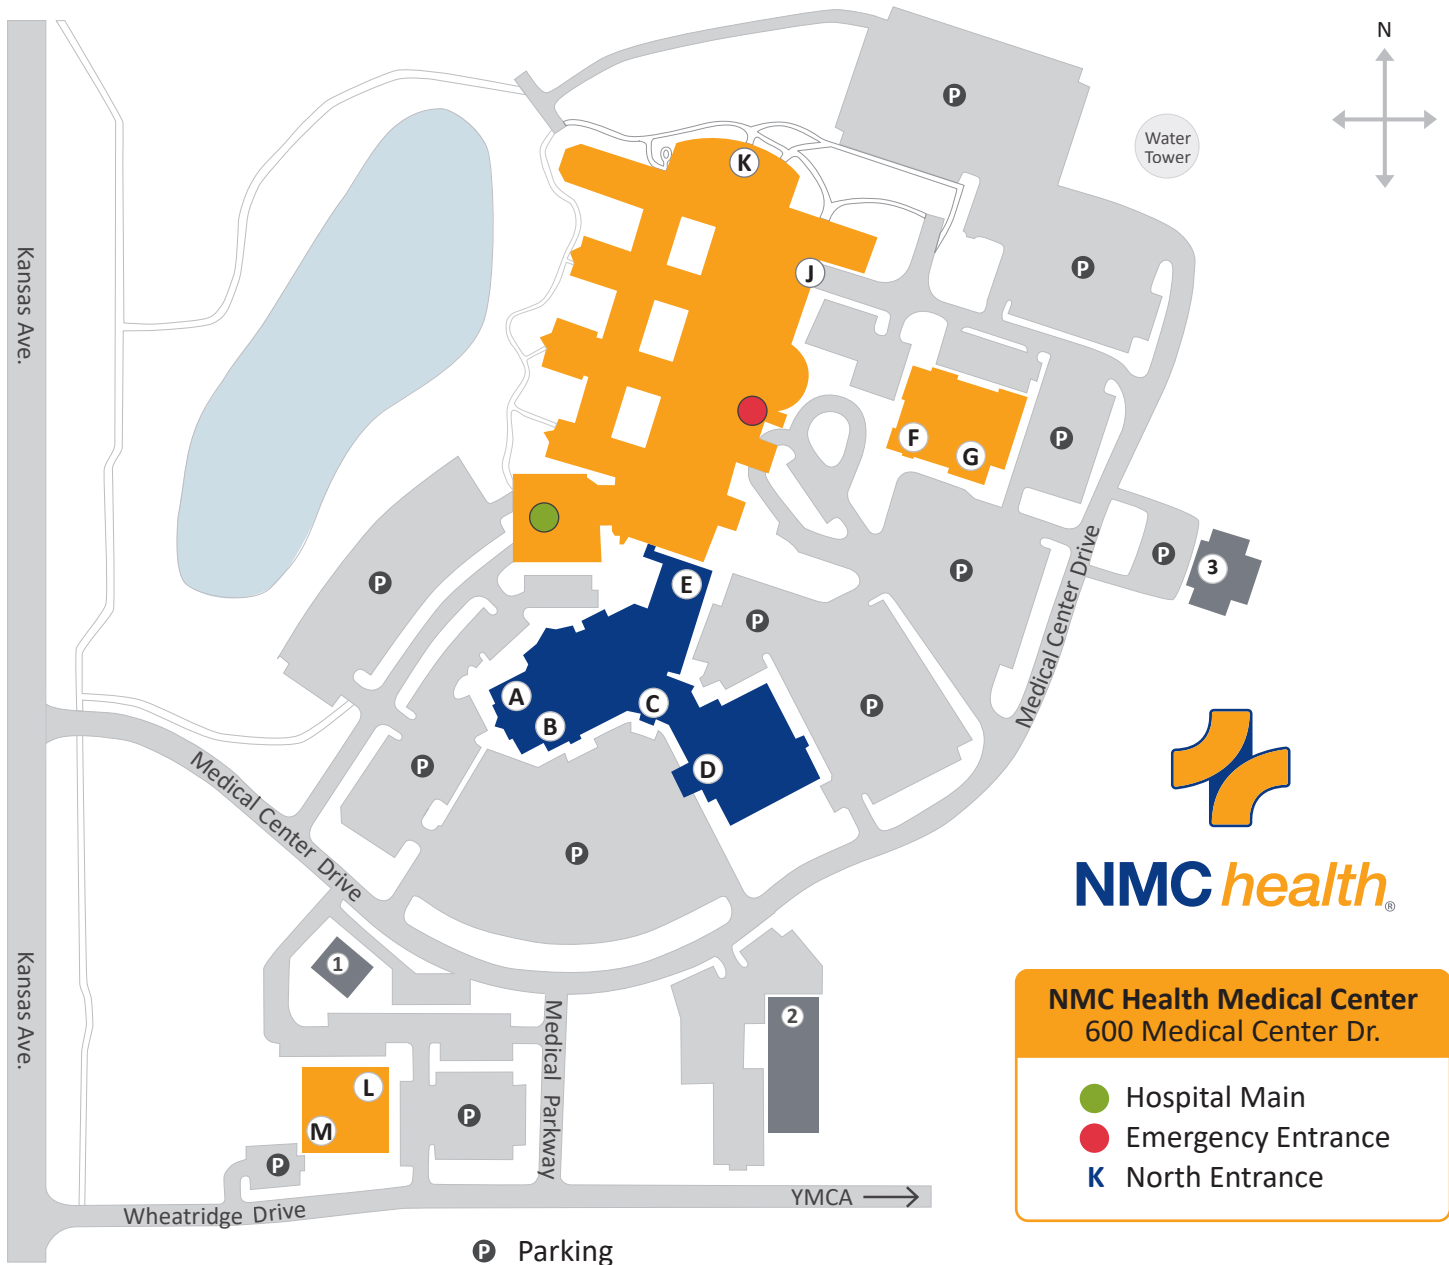 N
P
Water
Tower
K
Kansas Ave.
P
J
F
G
P
P
P
3
P
E
P
Medical Center Drive
A
B
C
P
D
P
Medical Center Drive
P
NMC health®
Kansas Ave.
1
2
NMC Health Medical Center
600 Medical Center Dr.
Hospital Main
Emergency Entrance
K North Entrance
Medical Parkway
L
M
P
P
YMCA
Wheatridge Drive
P Parking